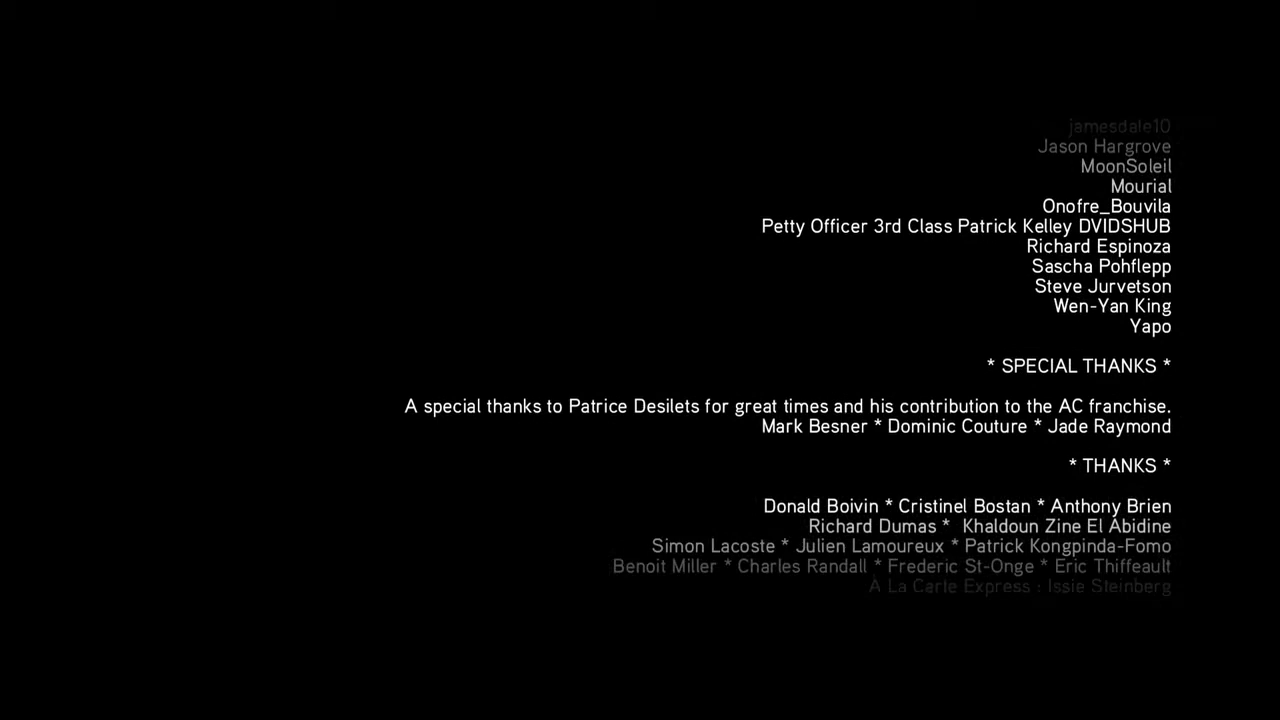 jamesdale10
Jason Hargrove
MoonSoleil
Mourial
Onofre_Bouvila
Petty Officer 3rd Class Patrick Kelley DVIDSHUB
Richard Espinoza
Sascha Pohflepp
Steve Jurvetson
Wen-Yan King
Yapo
* SPECIAL THANKS *
A special thanks to Patrice Desilets for great times and his contribution to the AC franchise.
Mark Besner * Dominic Couture * Jade Raymond
* THANKS *
Donald Boivin * Cristinel Bostan * Anthony Brien
Richard Dumas * Khaldoun Zine El Abidine
Simon Lacoste * Julien Lamoureux * Patrick Kongpinda-Fomo
Benoit Miller * Charles Randall * Frederic St-Onge * Eric Thiffeault
À La Carte Express : Issie Steinberg